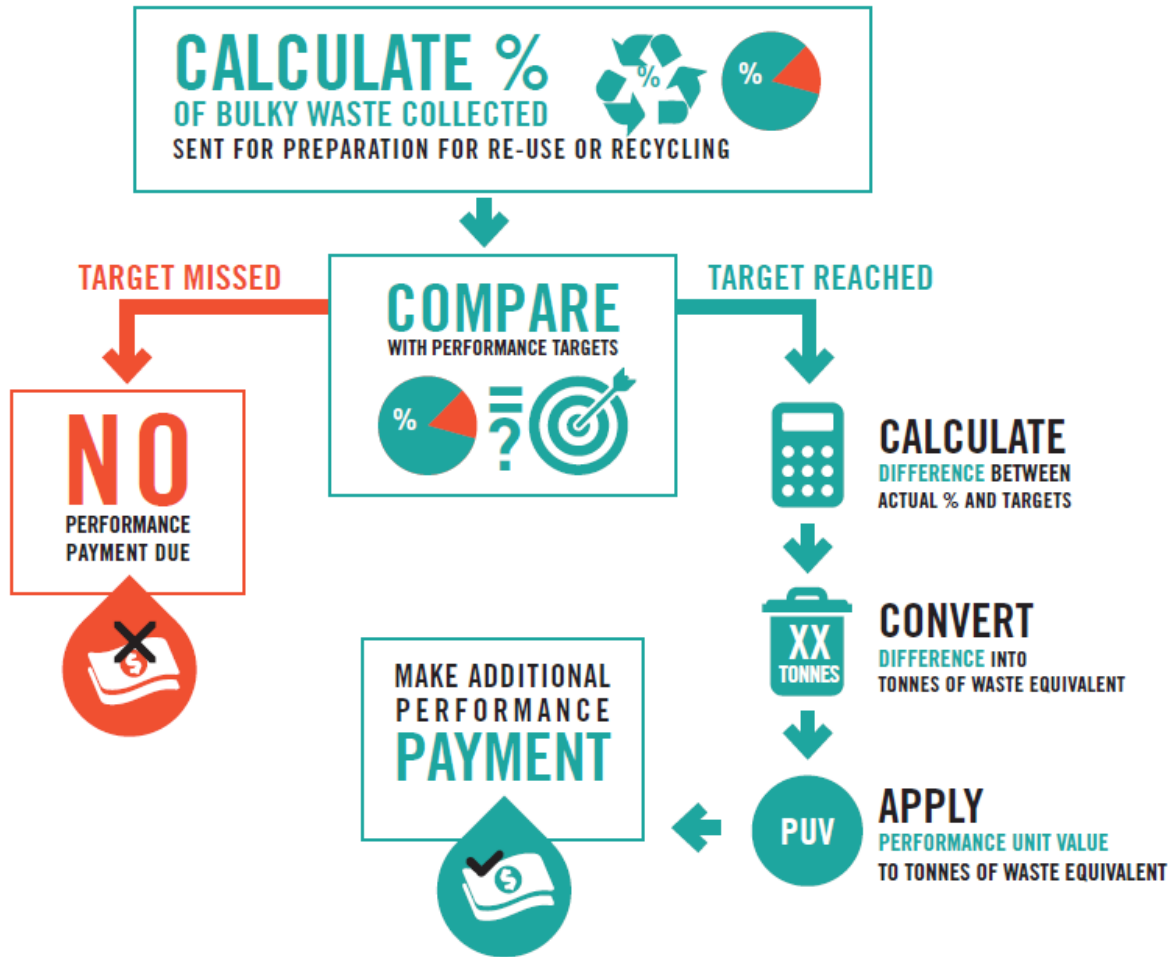 CALCULATE %
OF BULKY WASTE COLLECTED
SENT FOR PREPARATION FOR RE-USE OR RECYCLING
%
%
TARGET MISSED
TARGET REACHED
COMPARE
WITH PERFORMANCE TARGETS
%
=
?
NO
PERFORMANCE
PAYMENT DUE
$
CALCULATE
DIFFERENCE BETWEEN
ACTUAL % AND TARGETS
XX
TONNES
CONVERT
DIFFERENCE INTO
TONNES OF WASTE EQUIVALENT
PUV
APPLY
PERFORMANCE UNIT VALUE
TO TONNES OF WASTE EQUIVALENT
MAKE ADDITIONAL
PERFORMANCE
PAYMENT
$